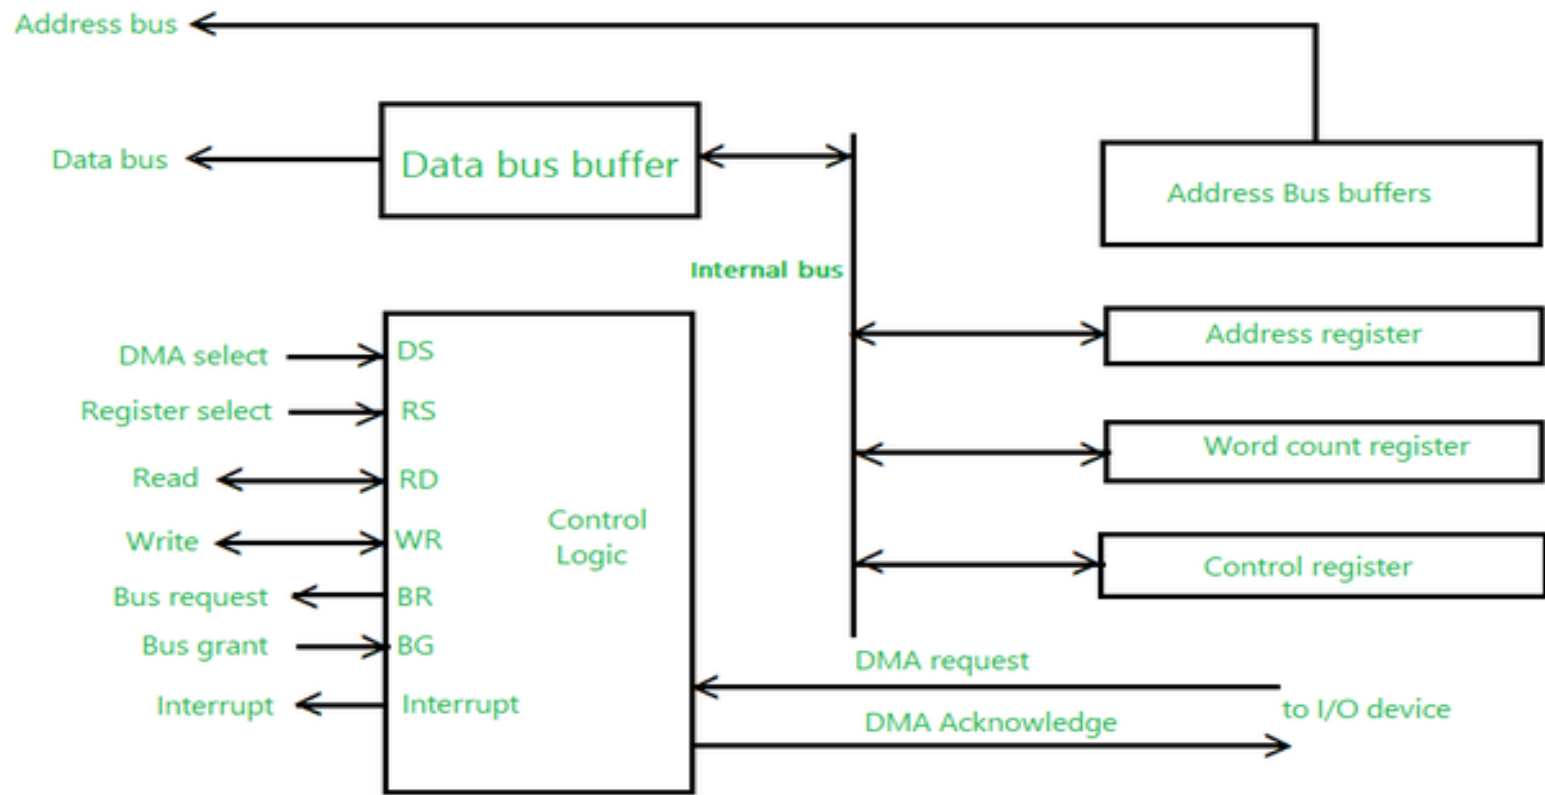 Address bus
Data bus
Data bus buffer
Address Bus buffers
Internal bus
Address register
Word count register
Control register
DMA select
DS
Register select
RS
Read
RD
Write
WR
Control
Logic
Bus request
BR
Bus grant
BG
Interrupt
Interrupt
DMA request
DMA Acknowledge
to I/O device